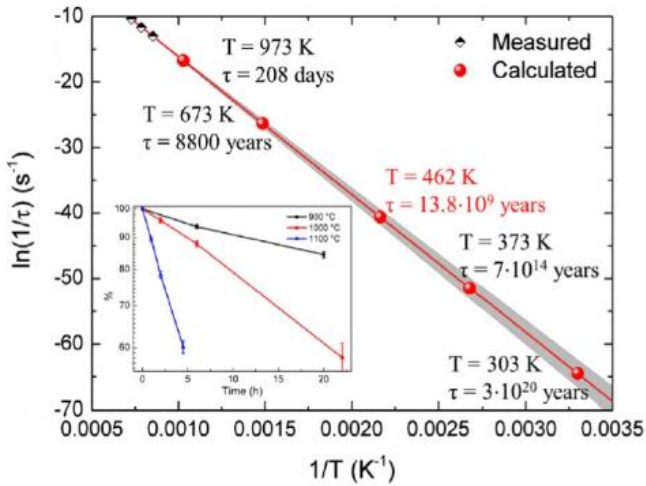 -10
-20
-30
-40
-50
-60
-70
ln(1/τ) (s⁻¹)
T = 973 K
τ = 208 days
◆ Measured
● Calculated
T = 673 K
τ = 8800 years
T = 462 K
τ = 13.8·10⁹ years
T = 373 K
τ = 7·10¹⁴ years
T = 303 K
τ = 3·10²⁰ years
100
90
80
70
60
%
900 °C
1000 °C
1100 °C
0 5 10 15 20
Time (h)
0.0005 0.0010 0.0015 0.0020 0.0025 0.0030 0.0035
1/T (K⁻¹)